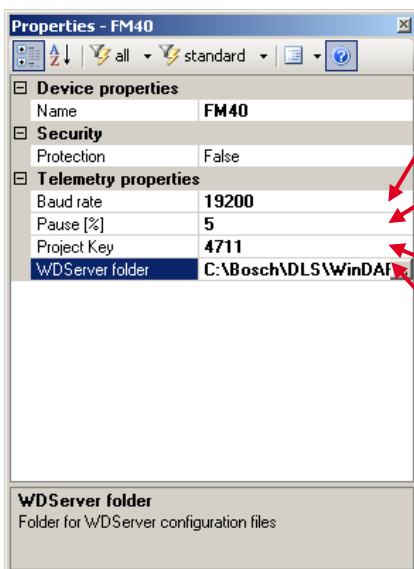 Properties - FM40
all standard
Device properties
Name FM40
Security
Protection False
Telemetry properties
Baud rate 19200
Pause [%] 5
Project Key 4711
WDServer folder C:\Bosch\DLS\WinDAR
WDServer folder
Folder for WDServer configuration files